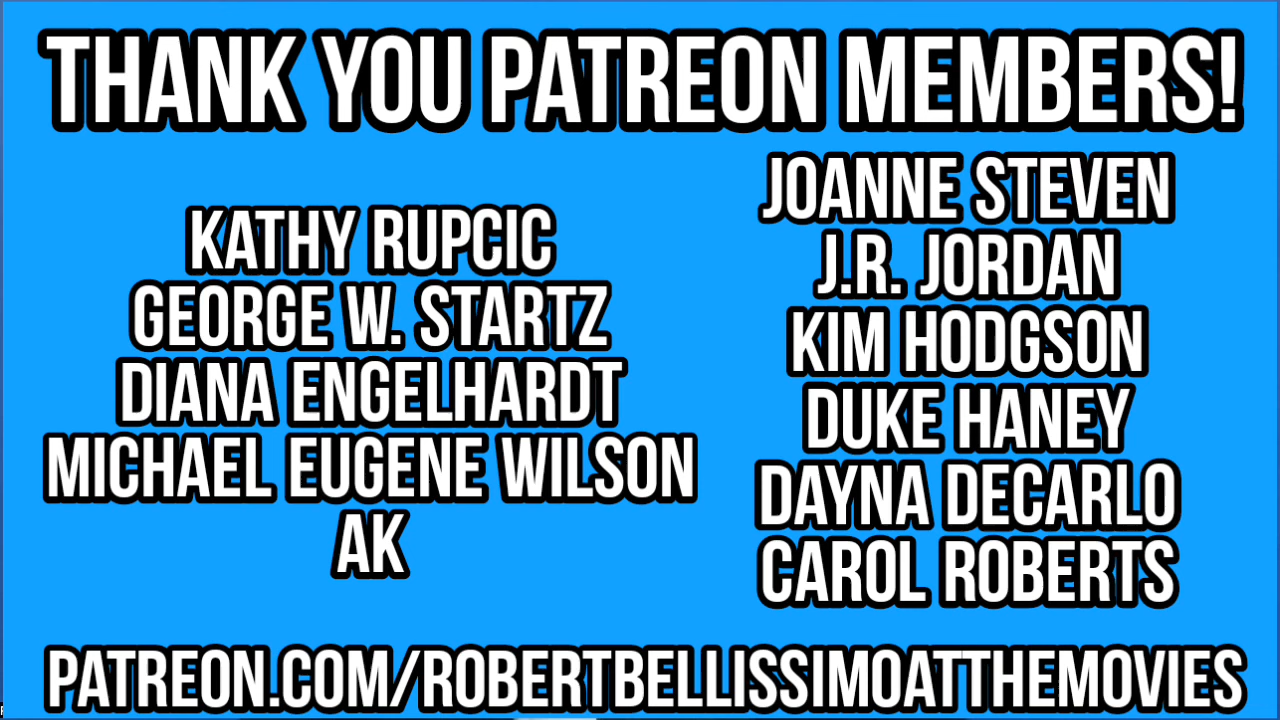 THANK YOU PATREON MEMBERS!
KATHY RUPCIC
GEORGE W. STARTZ
DIANA ENGELHARDT
MICHAEL EUGENE WILSON
AK
JOANNE STEVEN
J.R. JORDAN
KIM HODGSON
DUKE HANEY
DAYNA DECARLO
CAROL ROBERTS
PATREON.COM/ROBERTBELLISSIMOATTHEMOVIES